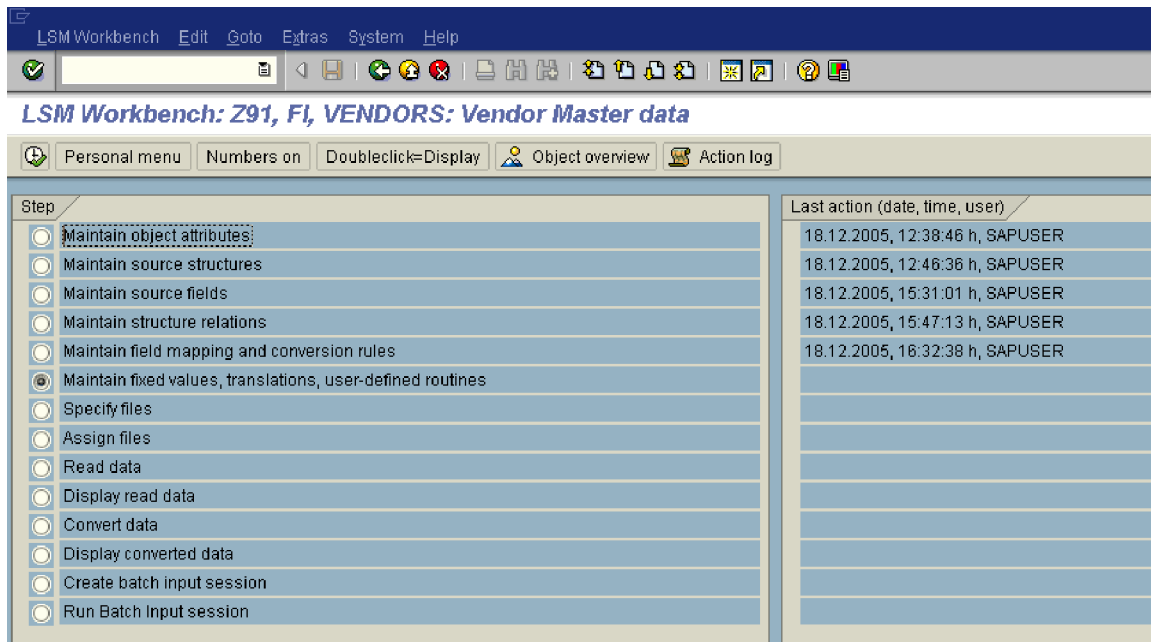 LSM Workbench Edit Goto Extras System Help
LSM Workbench: Z91, FI, VENDORS: Vendor Master data
Personal menu Numbers on Doubleclick=Display Object overview Action log
Step Last action (date, time, user)
Maintain object attributes 18.12.2005, 12:38:46 h, SAPUSER
Maintain source structures 18.12.2005, 12:46:36 h, SAPUSER
Maintain source fields 18.12.2005, 15:31:01 h, SAPUSER
Maintain structure relations 18.12.2005, 15:47:13 h, SAPUSER
Maintain field mapping and conversion rules 18.12.2005, 16:32:38 h, SAPUSER
Maintain fixed values, translations, user-defined routines
Specify files
Assign files
Read data
Display read data
Convert data
Display converted data
Create batch input session
Run Batch Input session